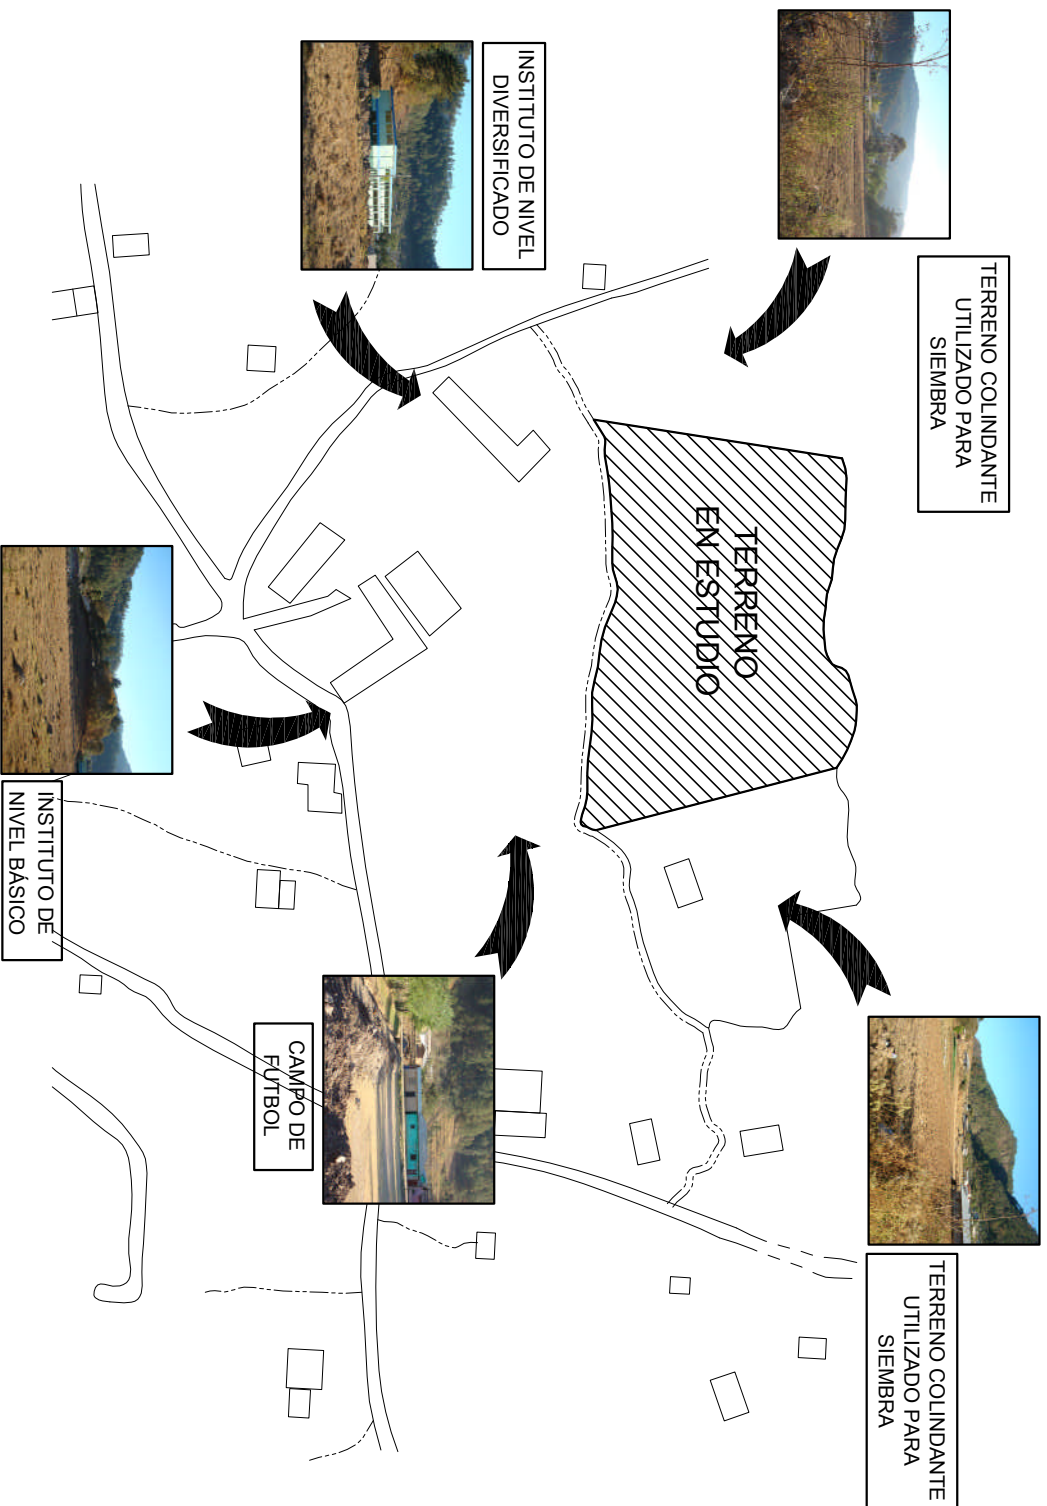 TERRENO COLINDANTE
UTILIZADO PARA
SIEMBRA
TERRENO COLINDANTE
UTILIZADO PARA
SIEMBRA
TERRENO
EN ESTUDIO
INSTITUTO DE NIVEL
DIVERSIFICADO
CAMPO DE
FUTBOL
INSTITUTO DE
NIVEL BÁSICO